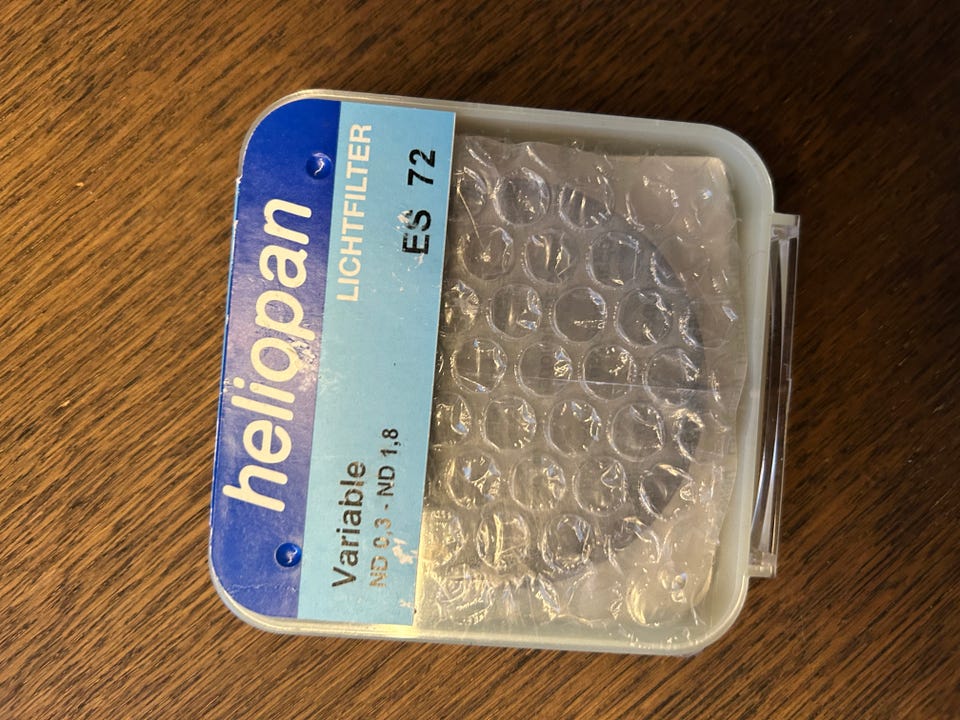 heliopan
LICHTFILTER
Variable ES 72
ND 0,3 - ND 1,8